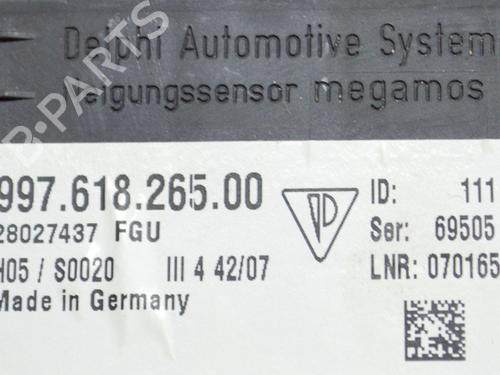 Delphi Automotive System
Neigungssensor megamos
997.618.265.00
28027437 FGU
H05 / S0020 III 4 42/07
Made in Germany
ID: 111
Ser: 69505
LNR: 070165
B-PARTS